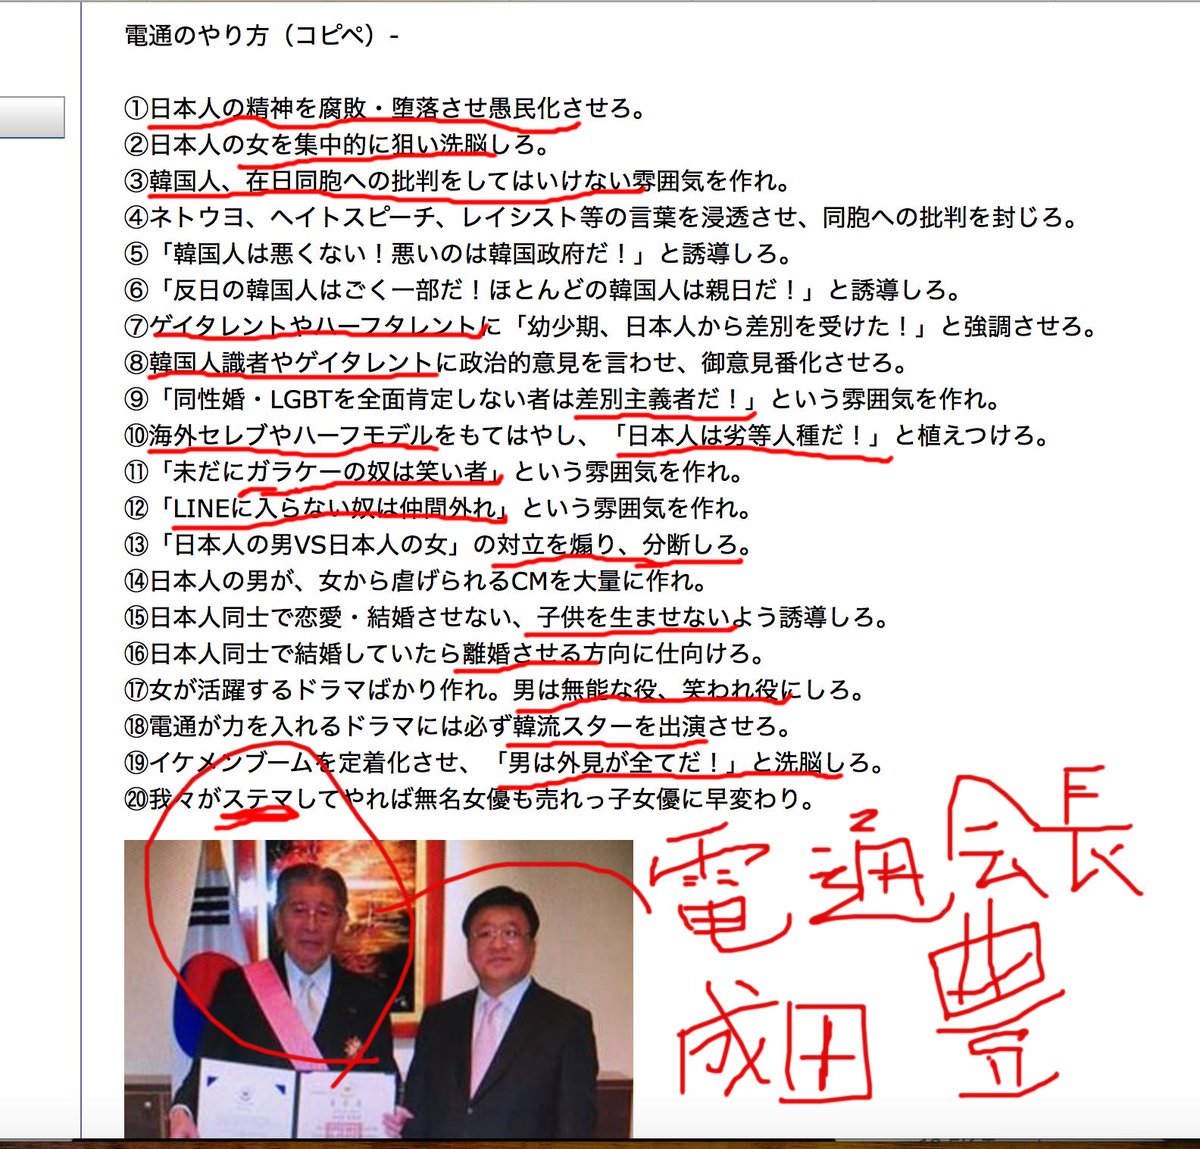 電通のやり方（コピペ）-
①日本人の精神を腐敗・堕落させ愚民化させろ。
②日本人の女を集中的に狙い洗脳しろ。
③韓国人、在日同胞への批判をしてはいけない雰囲気を作れ。
④ネトウヨ、ヘイトスピーチ、レイシスト等の言葉を浸透させ、同胞への批判を封じろ。
⑤「韓国人は悪くない！悪いのは韓国政府だ！」と誘導しろ。
⑥「反日の韓国人はごく一部だ！ほとんどの韓国人は親日だ！」と誘導しろ。
⑦ゲイタレントやハーフタレントに「幼少期、日本人から差別を受けた！」と強調させろ。
⑧韓国人識者やゲイタレントに政治的意見を言わせ、御意見番化させろ。
⑨「同性婚・LGBTを全面肯定しない者は差別主義者だ！」という雰囲気を作れ。
⑩海外セレブやハーフモデルをもてはやし、「日本人は劣等人種だ！」と植えつけろ。
⑪「未だにガラケーの奴は笑い者」という雰囲気を作れ。
⑫「LINEに入らない奴は仲間外れ」という雰囲気を作れ。
⑬「日本人の男VS日本人の女」の対立を煽り、分断しろ。
⑭日本人の男が、女から虐げられるCMを大量に作れ。
⑮日本人同士で恋愛・結婚させない、子供を生ませないよう誘導しろ。
⑯日本人同士で結婚していたら離婚させる方向に仕向けろ。
⑰女が活躍するドラマばかり作れ。男は無能な役、笑われ役にしろ。
⑱電通が力を入れるドラマには必ず韓流スターを出演させろ。
⑲イケメンブームを定着化させ、「男は外見が全てだ！」と洗脳しろ。
⑳我々がステマしてやれば無名女優も売れっ子女優に早変わり。
電通会長
成田豊